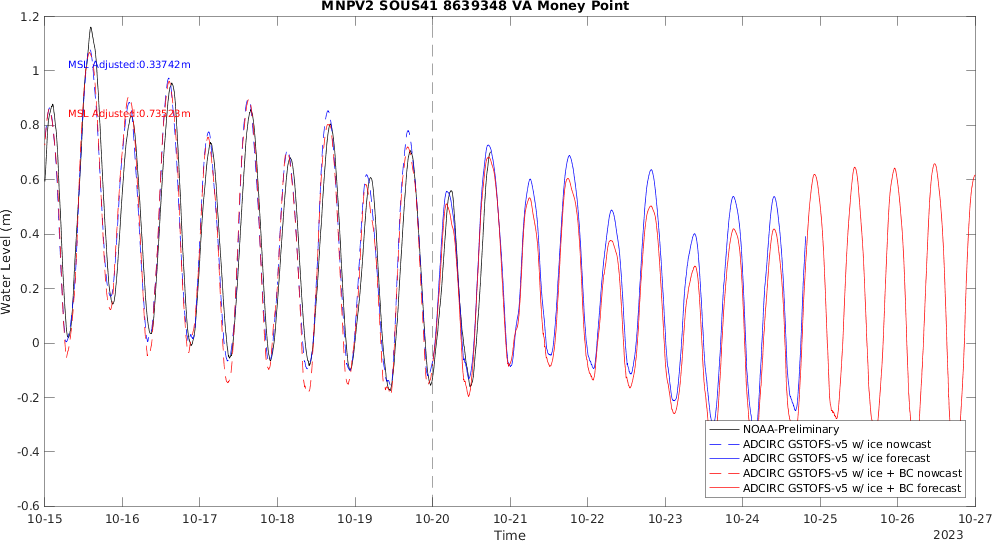 MNPV2 SOUS41 8639348 VA Money Point
1.2
1
0.8
0.6
0.4
0.2
0
-0.2
-0.4
-0.6
Water Level (m)
MSL Adjusted:0.33742m
MSL Adjusted:0.73523m
NOAA-Preliminary
ADCIRC GSTOFS-v5 w/ ice nowcast
ADCIRC GSTOFS-v5 w/ ice forecast
ADCIRC GSTOFS-v5 w/ ice + BC nowcast
ADCIRC GSTOFS-v5 w/ ice + BC forecast
10-15 10-16 10-17 10-18 10-19 10-20 10-21 10-22 10-23 10-24 10-25 10-26 10-27
Time
2023